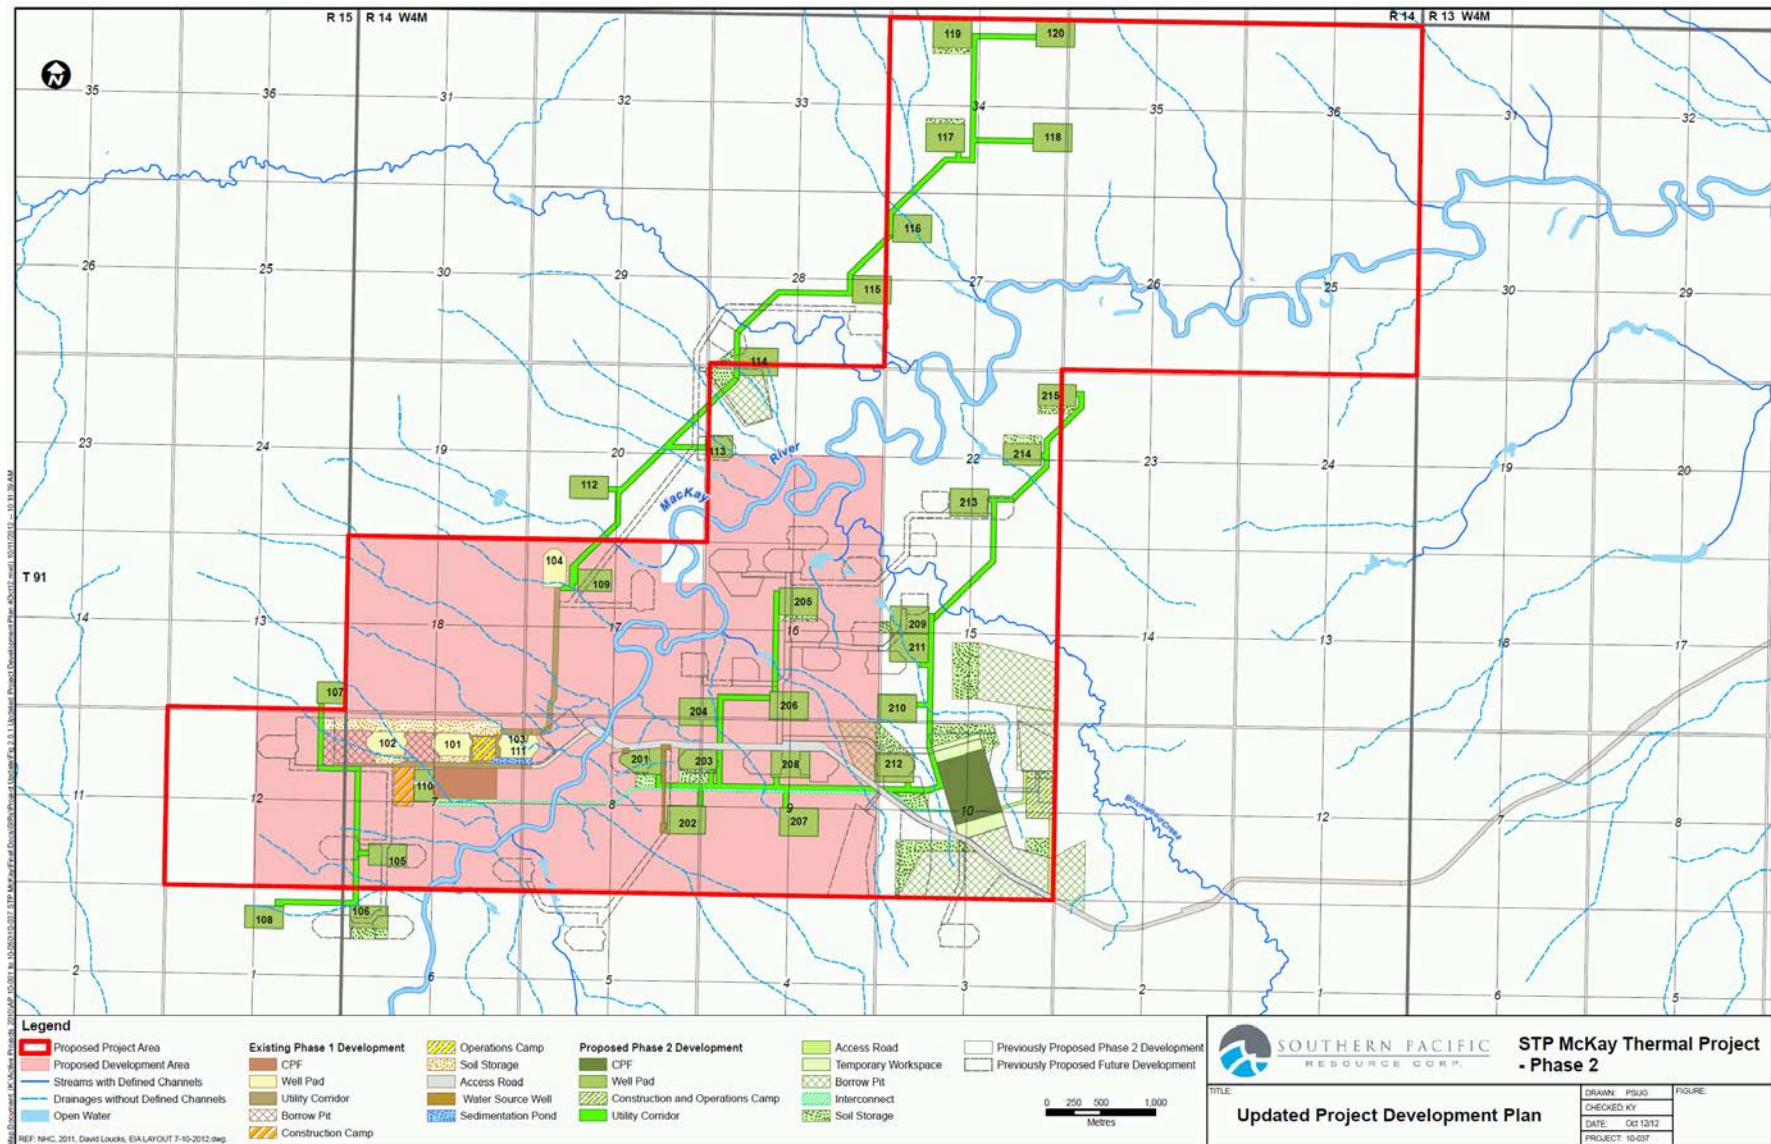 R 15 R 14 W4M
R 14 R 13 W4M
N
119
120
35
36
31
32
33
34
35
36
31
32
117
118
116
26
25
30
29
28
27
26
25
30
29
115
114
215
23
24
19
20
113
River
22
214
23
24
19
20
112
MacKay
213
T 91
104
109
205
14
13
18
17
16
209
15
14
13
18
17
211
107
204
206
210
102
101
103/
111
201
203
208
212
110
11
12
7
8
9
10
12
7
8
202
207
Birchwood Creek
105
108
106
2
1
6
5
4
3
2
1
6
5
Legend
Proposed Project Area
Proposed Development Area
Streams with Defined Channels
Drainages without Defined Channels
Open Water
REF: NHC, 2011, David Loucks, EIA LAYOUT 7-10-2012.dwg.
Existing Phase 1 Development
CPF
Well Pad
Utility Corridor
Borrow Pit
Construction Camp
Operations Camp
Soil Storage
Access Road
Water Source Well
Sedimentation Pond
Proposed Phase 2 Development
CPF
Well Pad
Construction and Operations Camp
Utility Corridor
Access Road
Temporary Workspace
Borrow Pit
Interconnect
Soil Storage
Previously Proposed Phase 2 Development
Previously Proposed Future Development
0 250 500 1,000
Metres
SOUTHERN PACIFIC
RESOURCE CORP.
STP McKay Thermal Project
- Phase 2
TITLE:
Updated Project Development Plan
DRAWN: PSUG
CHECKED: KY
DATE: Oct 12/12
PROJECT: 10-037
FIGURE: